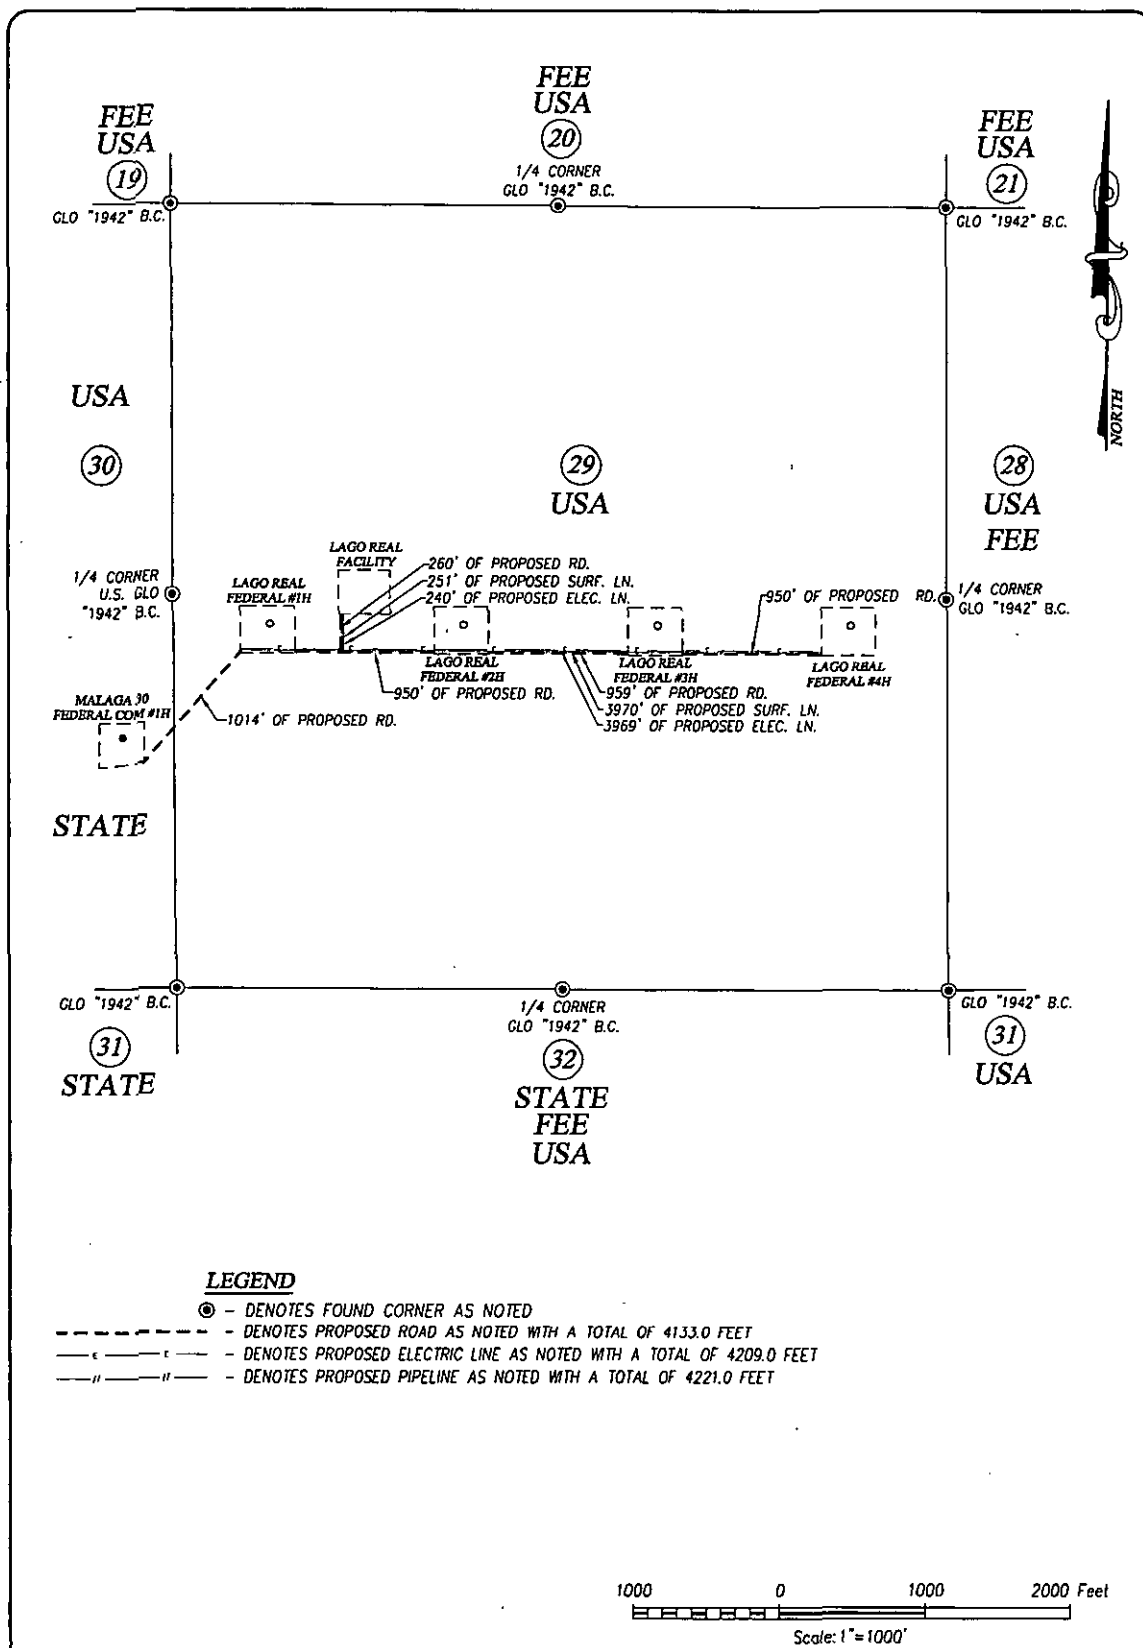 FEE
USA
20
1/4 CORNER
GLO "1942" B.C.
FEE
USA
19
GLO "1942" B.C.
FEE
USA
21
GLO "1942" B.C.
NORTH
USA
30
29
USA
28
USA
FEE
1/4 CORNER
U.S. GLO
"1942" B.C.
1/4 CORNER
GLO "1942" B.C.
LAGO REAL
FEDERAL #1H
LAGO REAL
FACILITY
260' OF PROPOSED RD.
251' OF PROPOSED SURF. LN.
240' OF PROPOSED ELEC. LN.
950' OF PROPOSED RD.
LAGO REAL
FEDERAL #2H
LAGO REAL
FEDERAL #3H
LAGO REAL
FEDERAL #4H
950' OF PROPOSED RD.
959' OF PROPOSED RD.
3970' OF PROPOSED SURF. LN.
3969' OF PROPOSED ELEC. LN.
MALAGA 30
FEDERAL COM #1H
1014' OF PROPOSED RD.
STATE
GLO "1942" B.C.
31
STATE
1/4 CORNER
GLO "1942" B.C.
32
STATE
FEE
USA
GLO "1942" B.C.
31
USA
LEGEND
- DENOTES FOUND CORNER AS NOTED
- DENOTES PROPOSED ROAD AS NOTED WITH A TOTAL OF 4133.0 FEET
E E - DENOTES PROPOSED ELECTRIC LINE AS NOTED WITH A TOTAL OF 4209.0 FEET
// // - DENOTES PROPOSED PIPELINE AS NOTED WITH A TOTAL OF 4221.0 FEET
1000 0 1000 2000 Feet
Scale: 1"=1000'